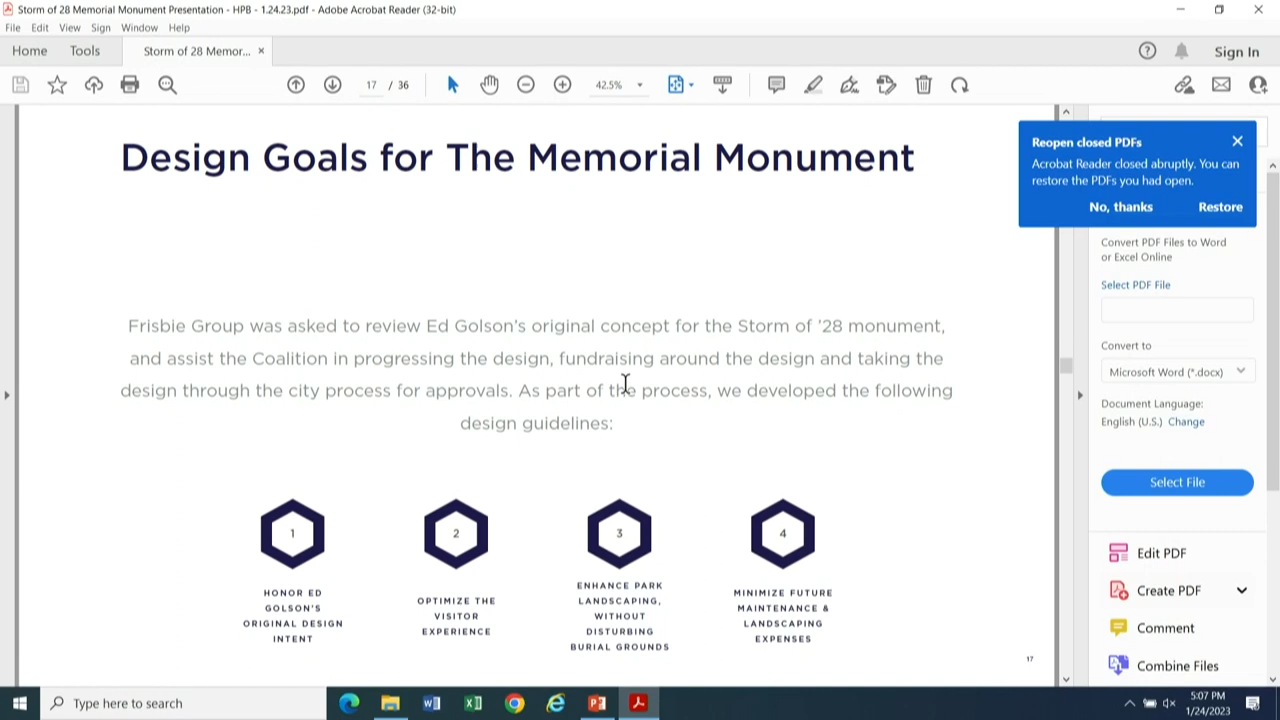 Storm of 28 Memorial Monument Presentation - HPB - 1.24.23.pdf - Adobe Acrobat Reader (32-bit)
File Edit View Sign Window Help
Home Tools Storm of 28 Memor... × Sign In
17 / 36 42.5%
Design Goals for The Memorial Monument
Reopen closed PDFs
Acrobat Reader closed abruptly. You can
restore the PDFs you had open.
No, thanks Restore
Convert PDF Files to Word
or Excel Online
Select PDF File
Convert to
Microsoft Word (*.docx)
Document Language:
English (U.S.) Change
Select File
Edit PDF
Create PDF
Comment
Combine Files
Frisbie Group was asked to review Ed Golson's original concept for the Storm of '28 monument,
and assist the Coalition in progressing the design, fundraising around the design and taking the
design through the city process for approvals. As part of the process, we developed the following
design guidelines:
1
HONOR ED
GOLSON'S
ORIGINAL DESIGN
INTENT
2
OPTIMIZE THE
VISITOR
EXPERIENCE
3
ENHANCE PARK
LANDSCAPING,
WITHOUT
DISTURBING
BURIAL GROUNDS
4
MINIMIZE FUTURE
MAINTENANCE &
LANDSCAPING
EXPENSES
17
Type here to search
5:07 PM
1/24/2023